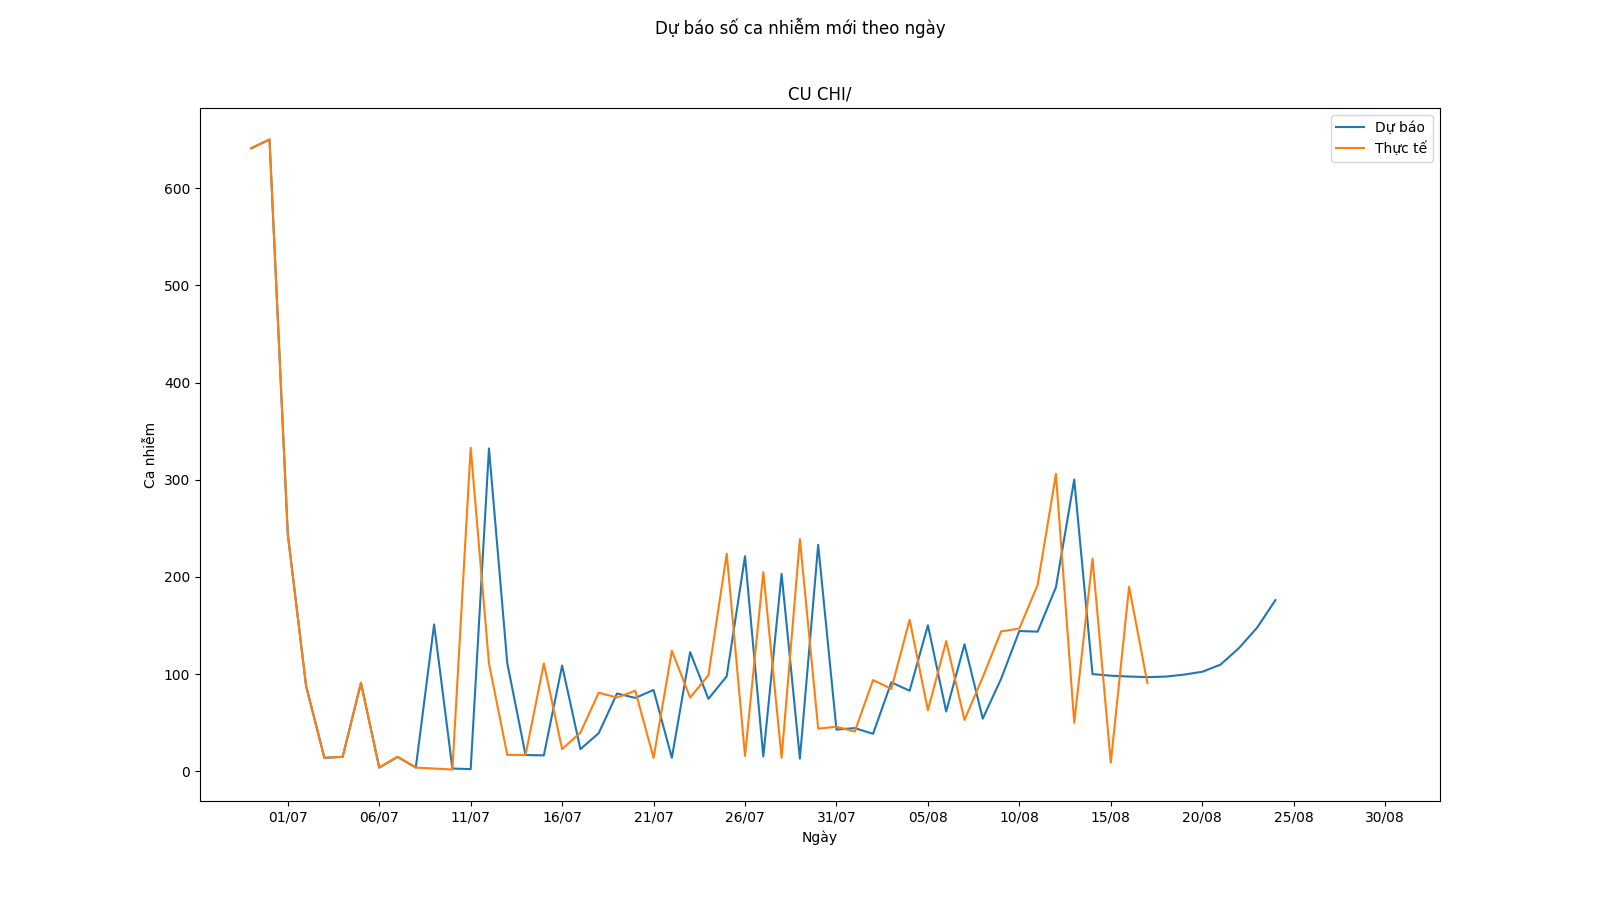 Dự báo số ca nhiễm mới theo ngày
CU CHI/
Dự báo
Thực tế
600
500
400
300
200
100
0
Ca nhiễm
01/07 06/07 11/07 16/07 21/07 26/07 31/07 05/08 10/08 15/08 20/08 25/08 30/08
Ngày